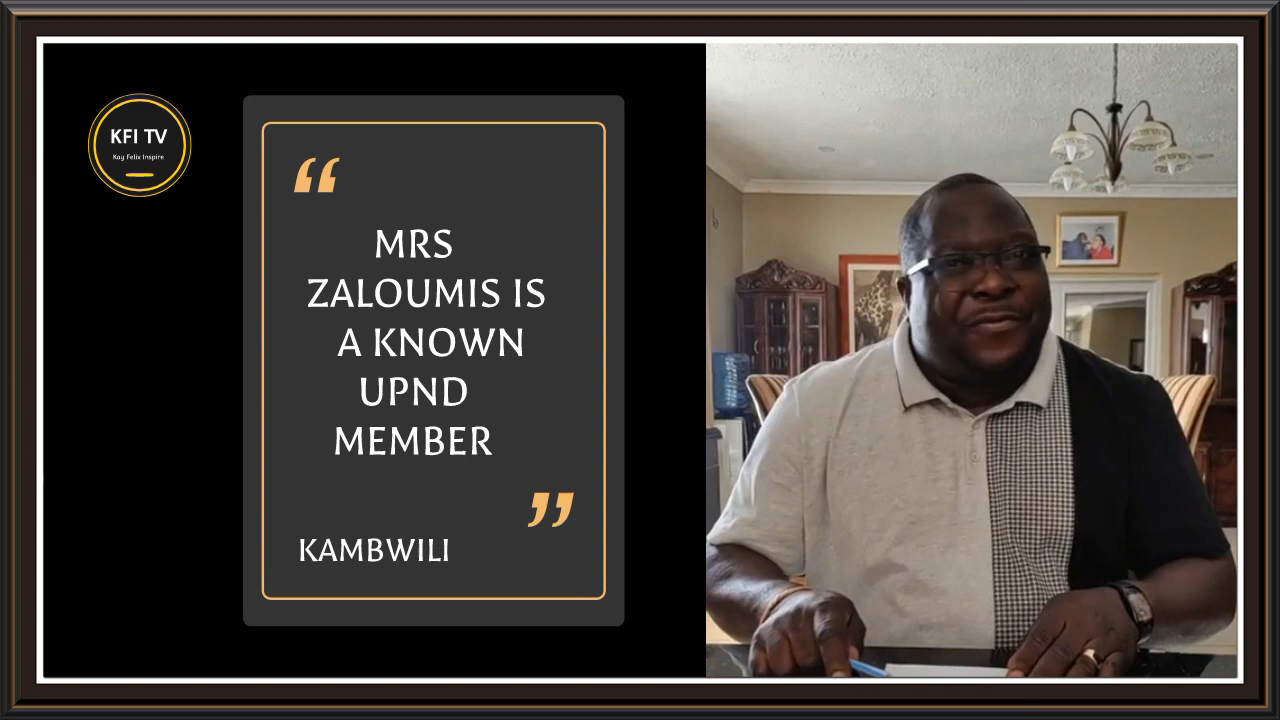 KFI TV
Kay Felix Inspire
“
MRS
ZALOUMIS IS
A KNOWN
UPND
MEMBER
”
KAMBWILI